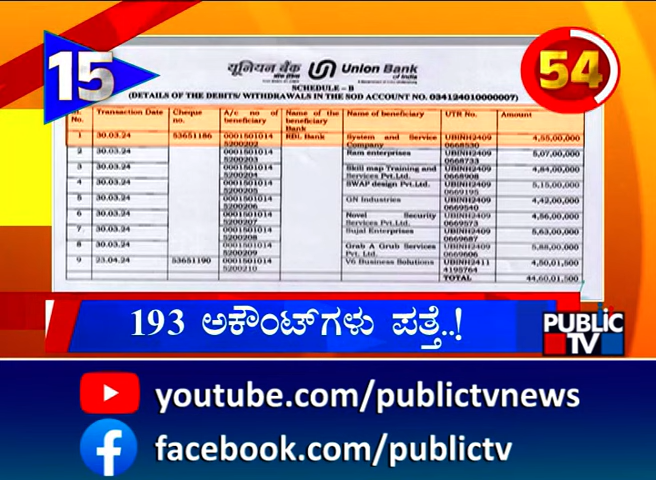 15
54
यूनियन बैंक Union Bank
of India
SCHEDULE – B
(DETAILS OF THE DEBITS/ WITHDRAWALS IN THE SOD ACCOUNT NO. 034124010000007)
Sl. No. Transaction Date Cheque no. A/c no of beneficiary Name of the beneficiary Bank Name of beneficiary UTR No. Amount
1 30.03.24 53651186 0001501014 5200202 RBL Bank System and Service Company UBINH2409 0668530 4,55,00,000
2 30.03.24 0001501014 5200203 Ram enterprises UBINH2409 0668733 5,07,00,000
3 30.03.24 0001501014 5200204 Skill map Training and Services Pvt.Ltd. UBINH2409 0668908 4,84,00,000
4 30.03.24 0001501014 5200205 SWAP design Pvt.Ltd. UBINH2409 0669195 5,15,00,000
5 30.03.24 0001501014 5200206 GN Industries UBINH2409 0669540 4,42,00,000
6 30.03.24 0001501014 5200207 Novel Security Services Pvt.Ltd. UBINH2409 0669573 4,56,00,000
7 30.03.24 0001501014 5200208 Sujal Enterprises UBINH2409 0669687 5,63,00,000
8 30.03.24 0001501014 5200209 Grab A Grub Services Pvt. Ltd. UBINH2409 0669606 5,88,00,000
9 23.04.24 53651190 0001501014 5200210 V6 Business Solutions UBINH2411 4195764 4,50,01,500
TOTAL 44,60,01,500
193 ಅಕೌಂಟ್‌ಗಳು ಪತ್ತೆ..!
PUBLiC
TV
youtube.com/publictvnews
facebook.com/publictv